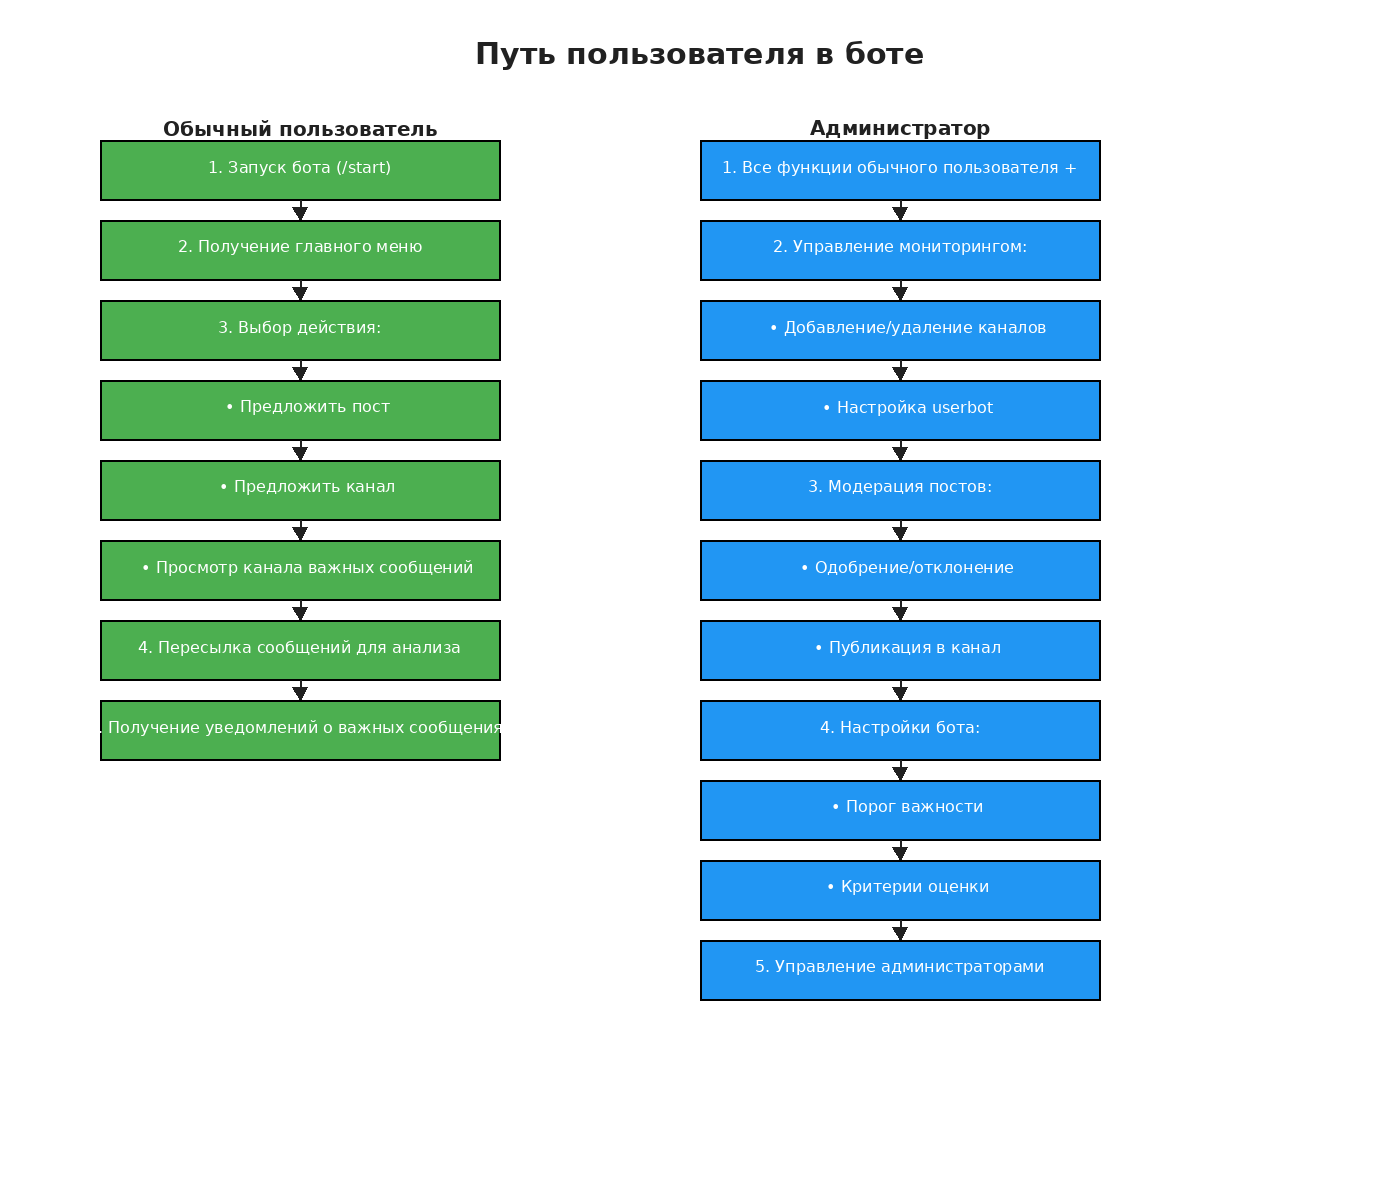 Путь пользователя в боте
Обычный пользователь
1. Запуск бота (/start)
2. Получение главного меню
3. Выбор действия:
• Предложить пост
• Предложить канал
• Просмотр канала важных сообщений
4. Пересылка сообщений для анализа
. Получение уведомлений о важных сообщения
Администратор
1. Все функции обычного пользователя +
2. Управление мониторингом:
• Добавление/удаление каналов
• Настройка userbot
3. Модерация постов:
• Одобрение/отклонение
• Публикация в канал
4. Настройки бота:
• Порог важности
• Критерии оценки
5. Управление администраторами